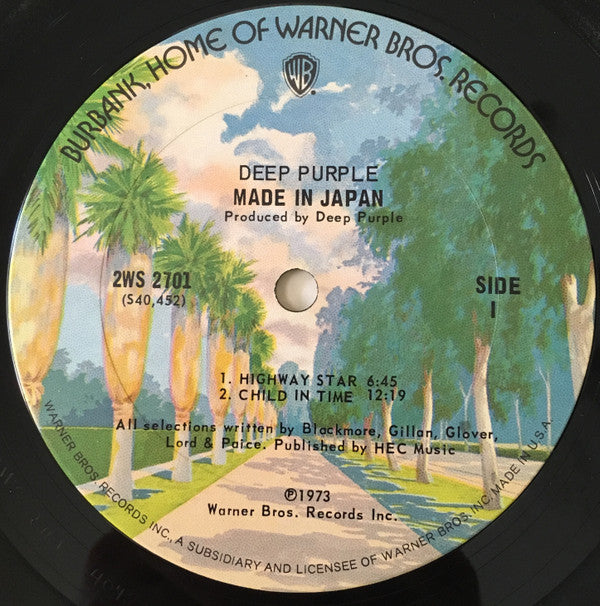 BURBANK, HOME OF WARNER BROS. RECORDS
WB
DEEP PURPLE
MADE IN JAPAN
Produced by Deep Purple
2WS 2701
(S40,452)
SIDE
1
1. HIGHWAY STAR 6:45
2. CHILD IN TIME 12:19
All selections written by Blackmore, Gillan, Glover,
Lord & Paice. Published by HEC Music
℗1973
Warner Bros. Records Inc.
WARNER BROS. RECORDS INC., A SUBSIDIARY AND LICENSEE OF WARNER BROS. INC. MADE IN U.S.A.